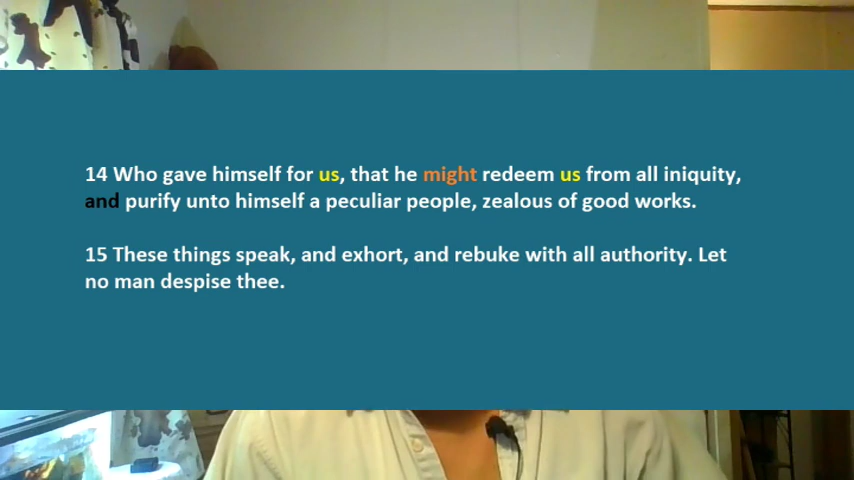 14 Who gave himself for us, that he might redeem us from all iniquity,
and purify unto himself a peculiar people, zealous of good works.
15 These things speak, and exhort, and rebuke with all authority. Let
no man despise thee.